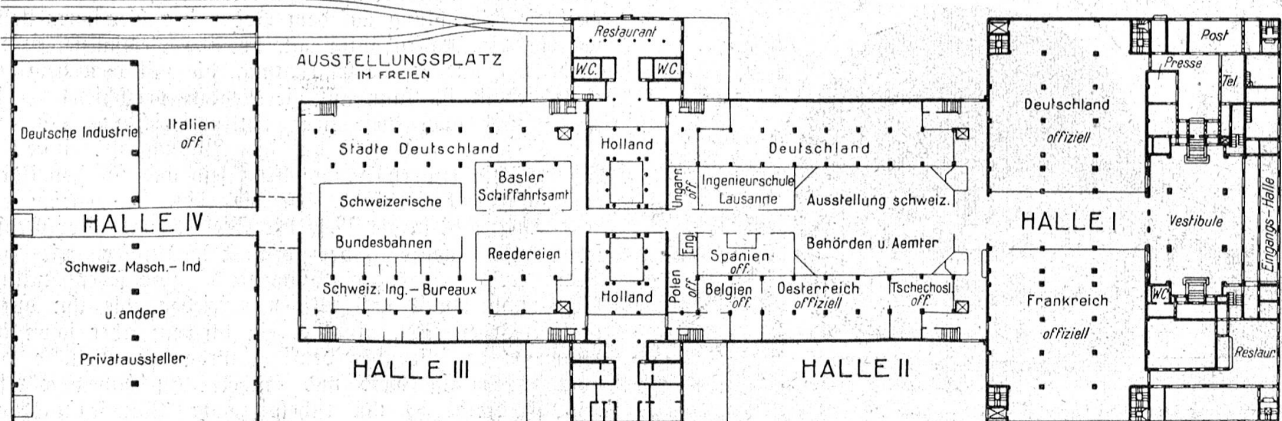 Restaurant
W.C.
W.C.
AUSSTELLUNGSPLATZ
IM FREIEN
Post
Presse
Tel.
Deutsche Industrie
Italien
off.
Städte Deutschland
Holland
Deutschland
Deutschland
offiziell
Basler
Schiffahrtsamt
Ungarn
off.
Ingenieurschule
Lausanne
Ausstellung schweiz.
Behörden u. Aemter
Schweizerische
Bundesbahnen
HALLE IV
HALLE I
Vestibule
Eingangs-Halle
Reedereien
Eng.
Spanien
off.
Schweiz. Masch.-Ind
u. andere
Privataussteller
Schweiz. Ing.-Bureaux
Holland
Polen
off.
Belgien
off.
Oesterreich
offiziell
Tschechosl.
off.
Frankreich
offiziell
WC
Restaur.
HALLE III
HALLE II